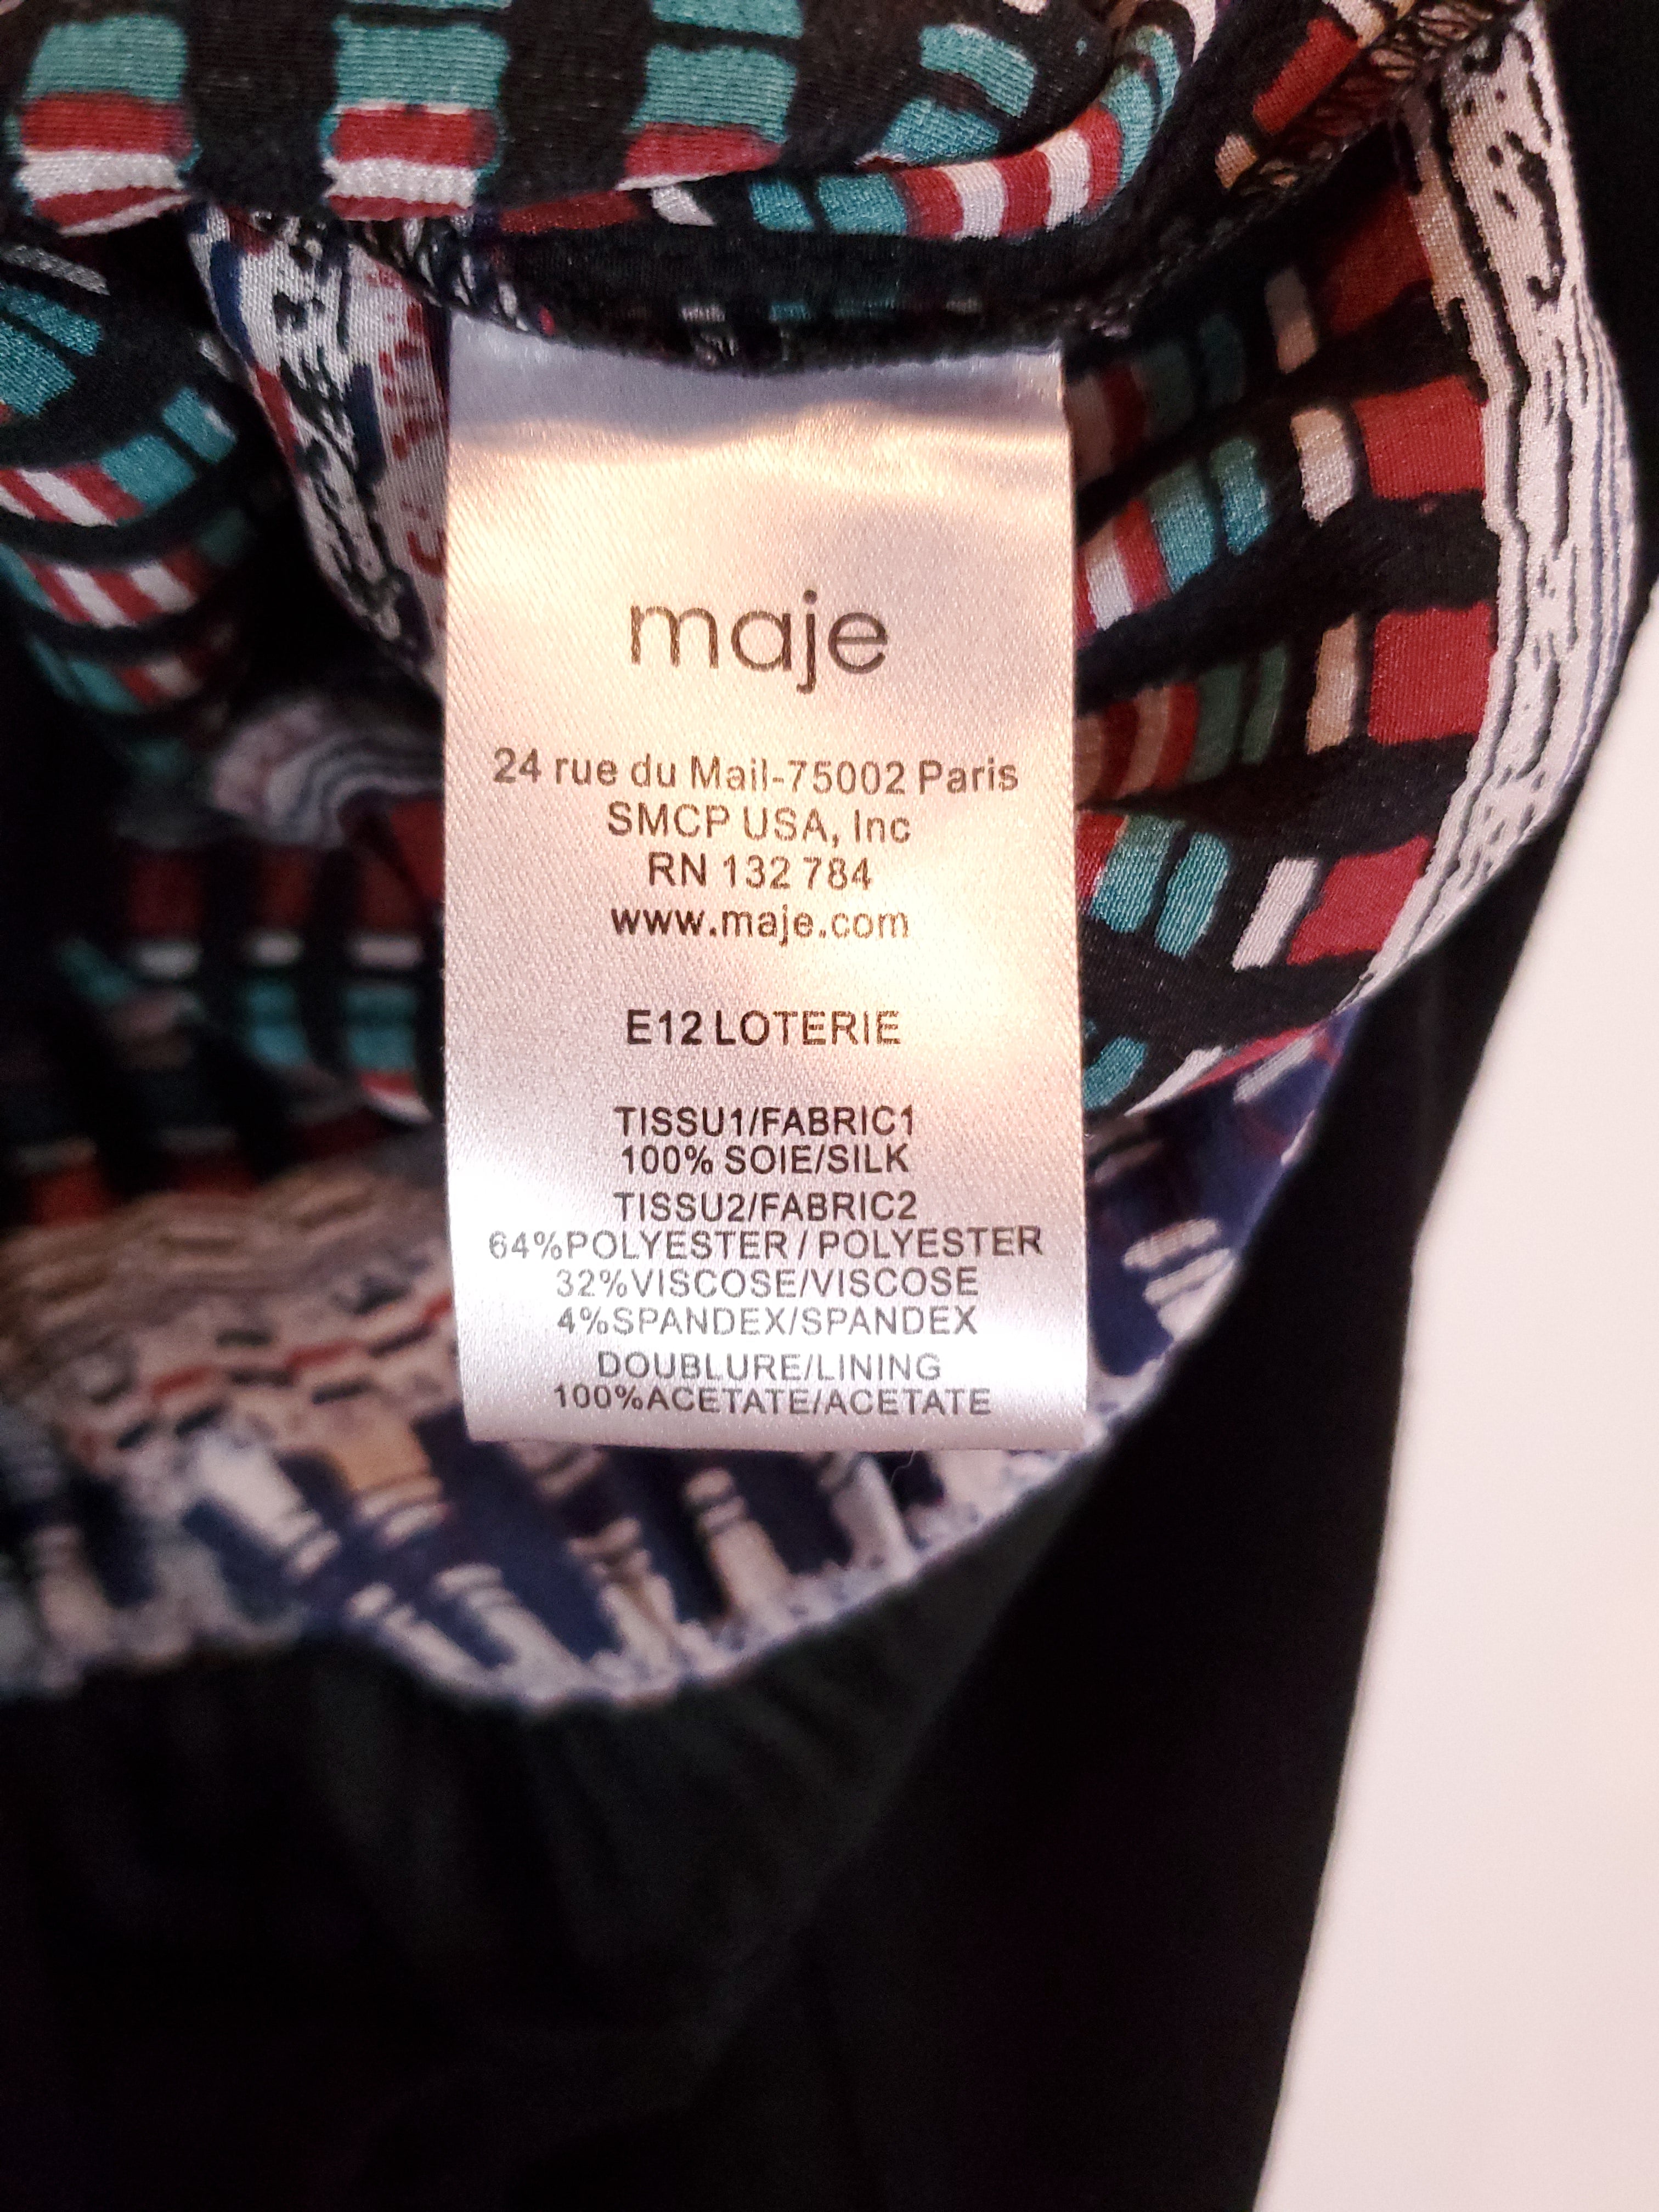 maje
24 rue du Mail-75002 Paris
SMCP USA, Inc
RN 132 784
www.maje.com
E12 LOTERIE
TISSU1/FABRIC1
100% SOIE/SILK
TISSU2/FABRIC2
64%POLYESTER/POLYESTER
32%VISCOSE/VISCOSE
4%SPANDEX/SPANDEX
DOUBLURE/LINING
100%ACETATE/ACETATE